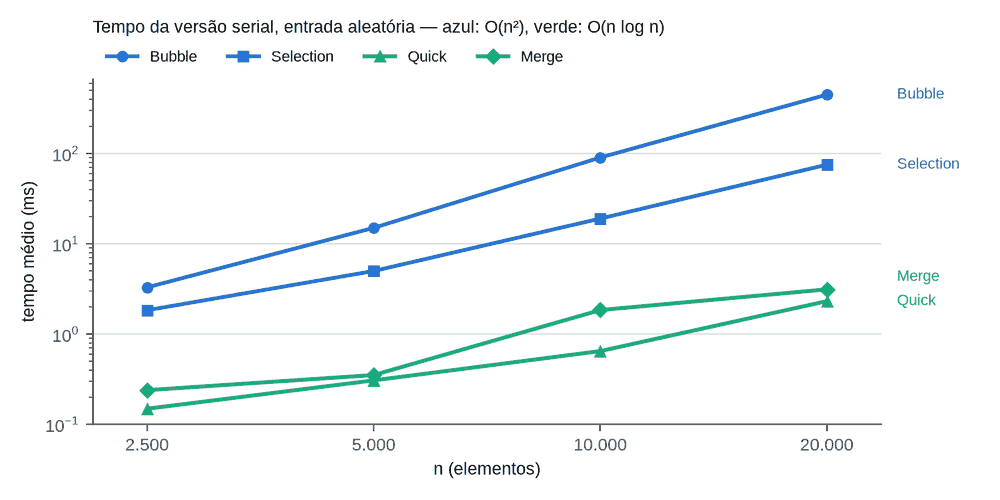 Tempo da versão serial, entrada aleatória — azul: O(n²), verde: O(n log n)
Bubble Selection Quick Merge
Bubble
10²
Selection
10¹
Merge
Quick
10⁰
10⁻¹
tempo médio (ms)
2.500 5.000 10.000 20.000
n (elementos)